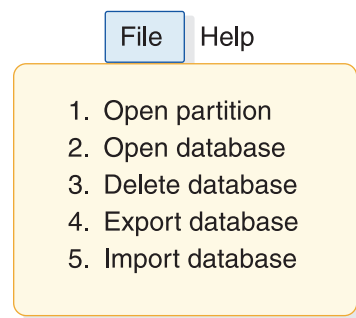 File Help
1. Open partition
2. Open database
3. Delete database
4. Export database
5. Import database